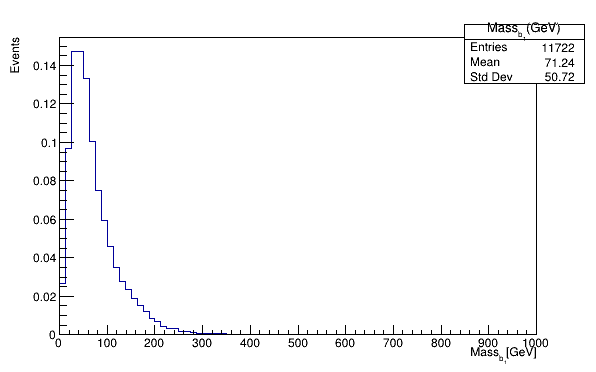 Mass_b_1(GeV)
Entries 11722
Mean 71.24
Std Dev 50.72
Events
0.14
0.12
0.1
0.08
0.06
0.04
0.02
0
0 100 200 300 400 500 600 700 800 900 1000
Mass_b_1[GeV]